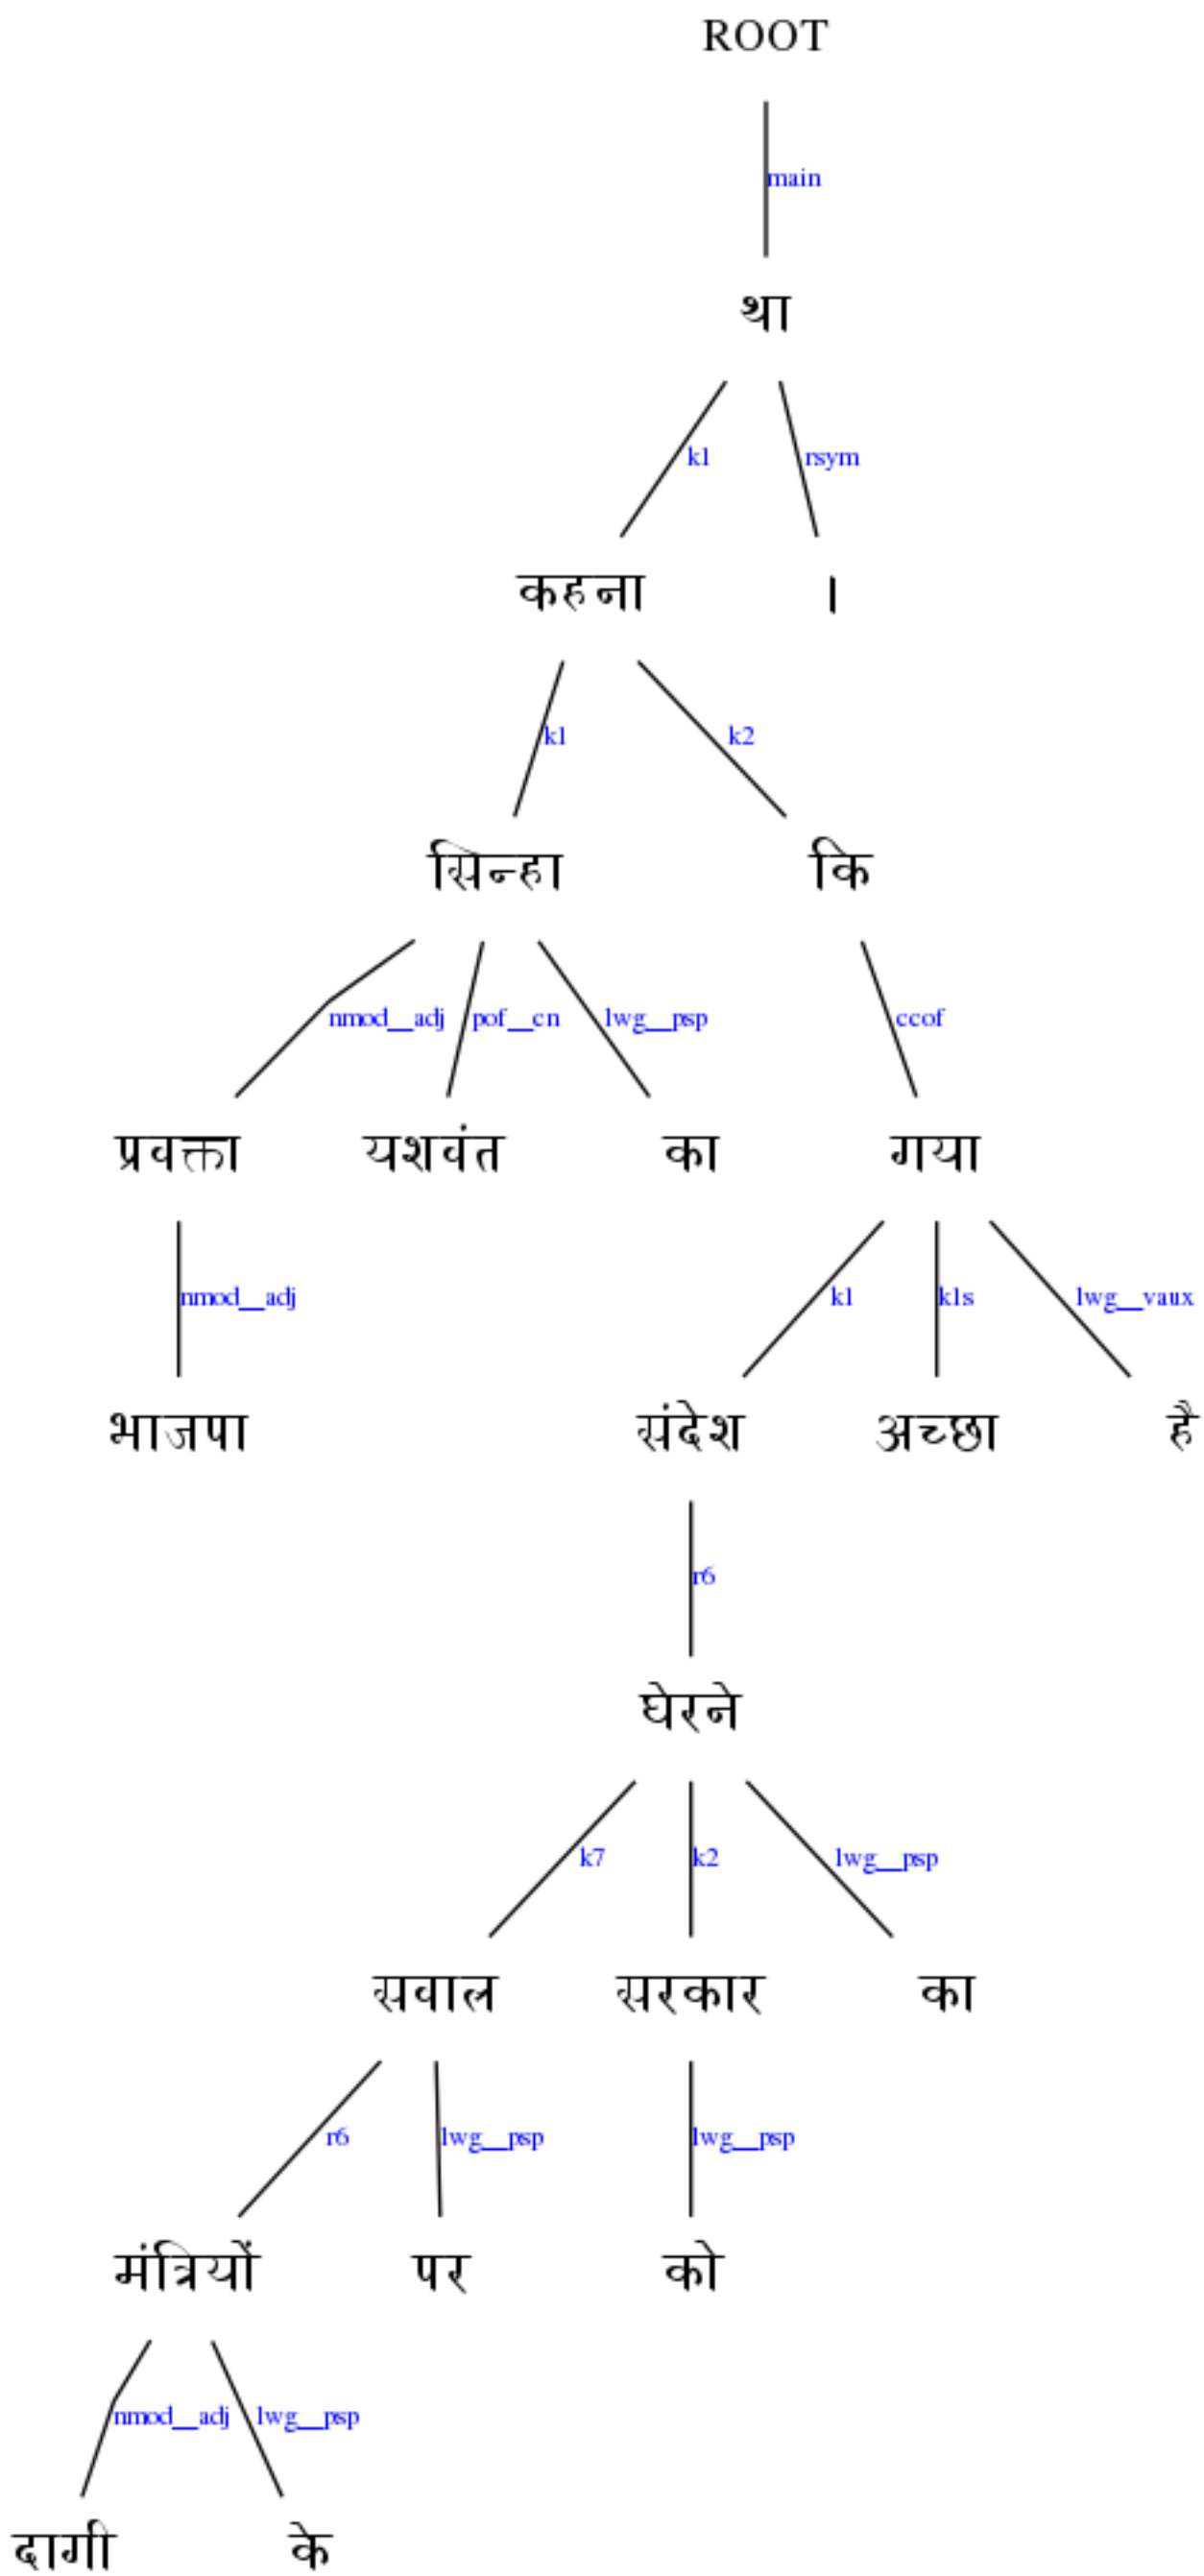 ROOT
main
था
k1 rsym
कहना ।
k1 k2
सिन्हा कि
nmod__adj pof__cn lwg__psp ccof
प्रवक्ता यशवंत का गया
nmod__adj k1 k1s lwg__vaux
भाजपा संदेश अच्छा है
r6
घेरने
k7 k2 lwg__psp
सवाल सरकार का
r6 lwg__psp lwg__psp
मंत्रियों पर को
nmod__adj lwg__psp
दागी के